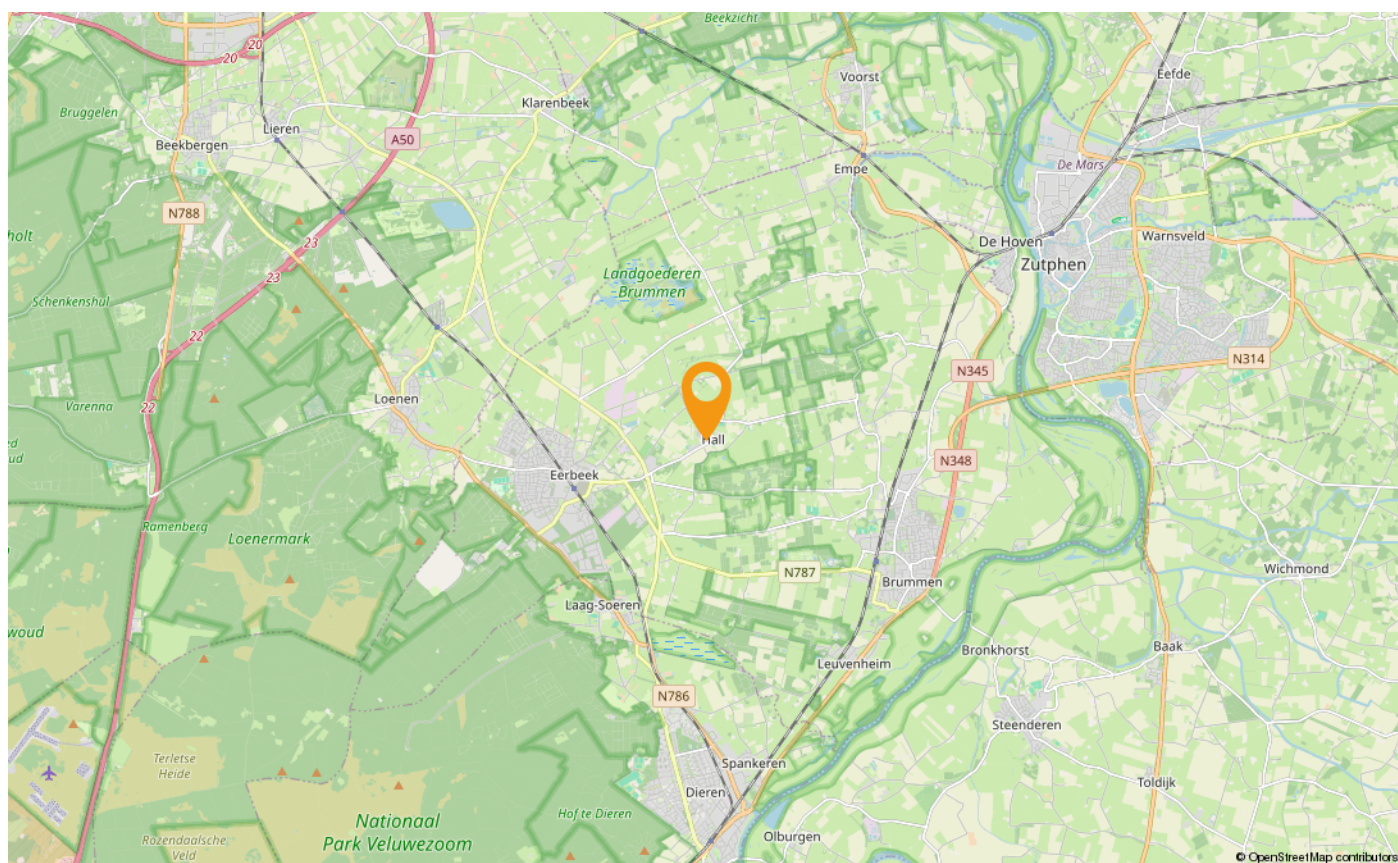 Beekzicht
20
20
Voorst
Eefde
Bruggelen
Klarenbeek
Lieren
A50
Beekbergen
De Mars
Empe
N788
holt
23
De Hoven
Warnsveld
Zutphen
23
Landgoederen
Brummen
Schenkenshul
22
N314
N345
Loenen
Varenna
22
Hall
ed
ud
N348
Eerbeek
Ramenberg
Loenermark
N787
Wichmond
Brummen
Laag-Soeren
woud
Bronkhorst
Baak
Leuvenheim
N786
Steenderen
Terletse
Heide
Spankeren
Toldijk
Dieren
Hof te Dieren
Nationaal
Park Veluwezoom
Rozendaalsche
Veld
Olburgen
© OpenStreetMap contributors